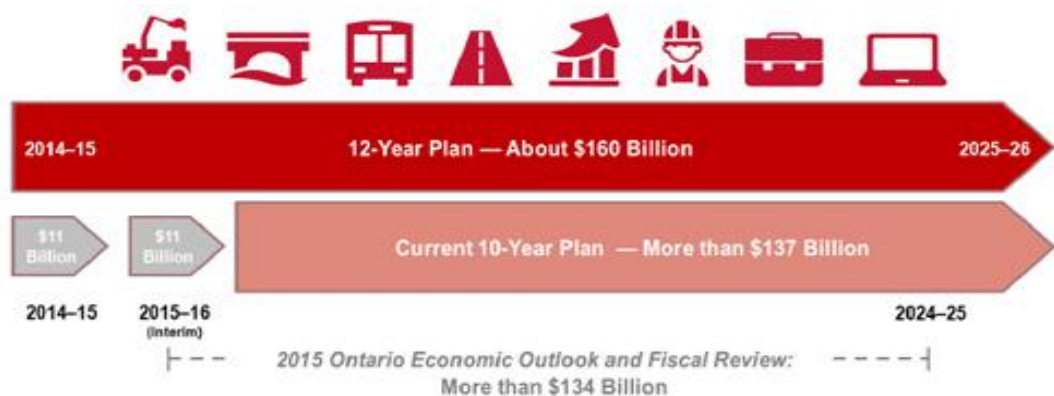 2014–15 12-Year Plan — About $160 Billion 2025–26
$11 Billion
$11 Billion
Current 10-Year Plan — More than $137 Billion
2014–15
2015–16
(Interim)
2024–25
2015 Ontario Economic Outlook and Fiscal Review:
More than $134 Billion